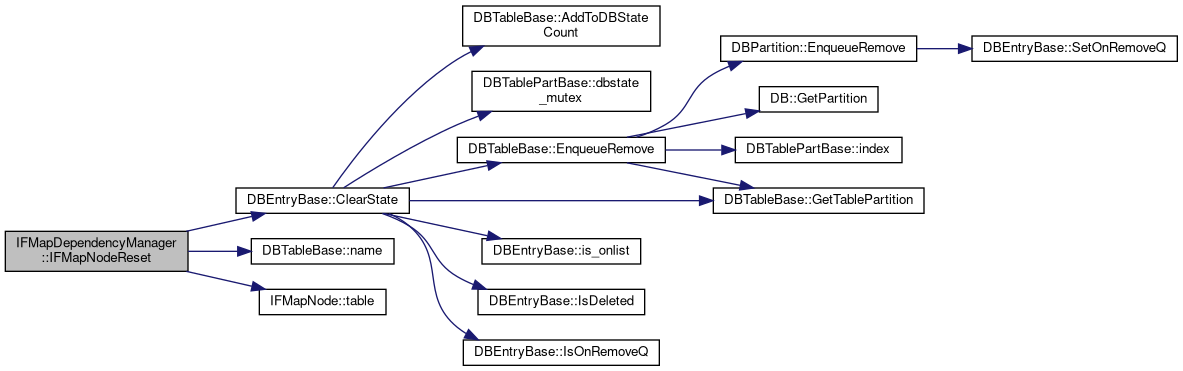 IFMapDependencyManager
::IFMapNodeReset
DBEntryBase::ClearState
DBTableBase::name
IFMapNode::table
DBTableBase::AddToDBState
Count
DBTablePartBase::dbstate
_mutex
DBTableBase::EnqueueRemove
DBTableBase::GetTablePartition
DBEntryBase::is_onlist
DBEntryBase::IsDeleted
DBEntryBase::IsOnRemoveQ
DBPartition::EnqueueRemove
DB::GetPartition
DBTablePartBase::index
DBEntryBase::SetOnRemoveQ